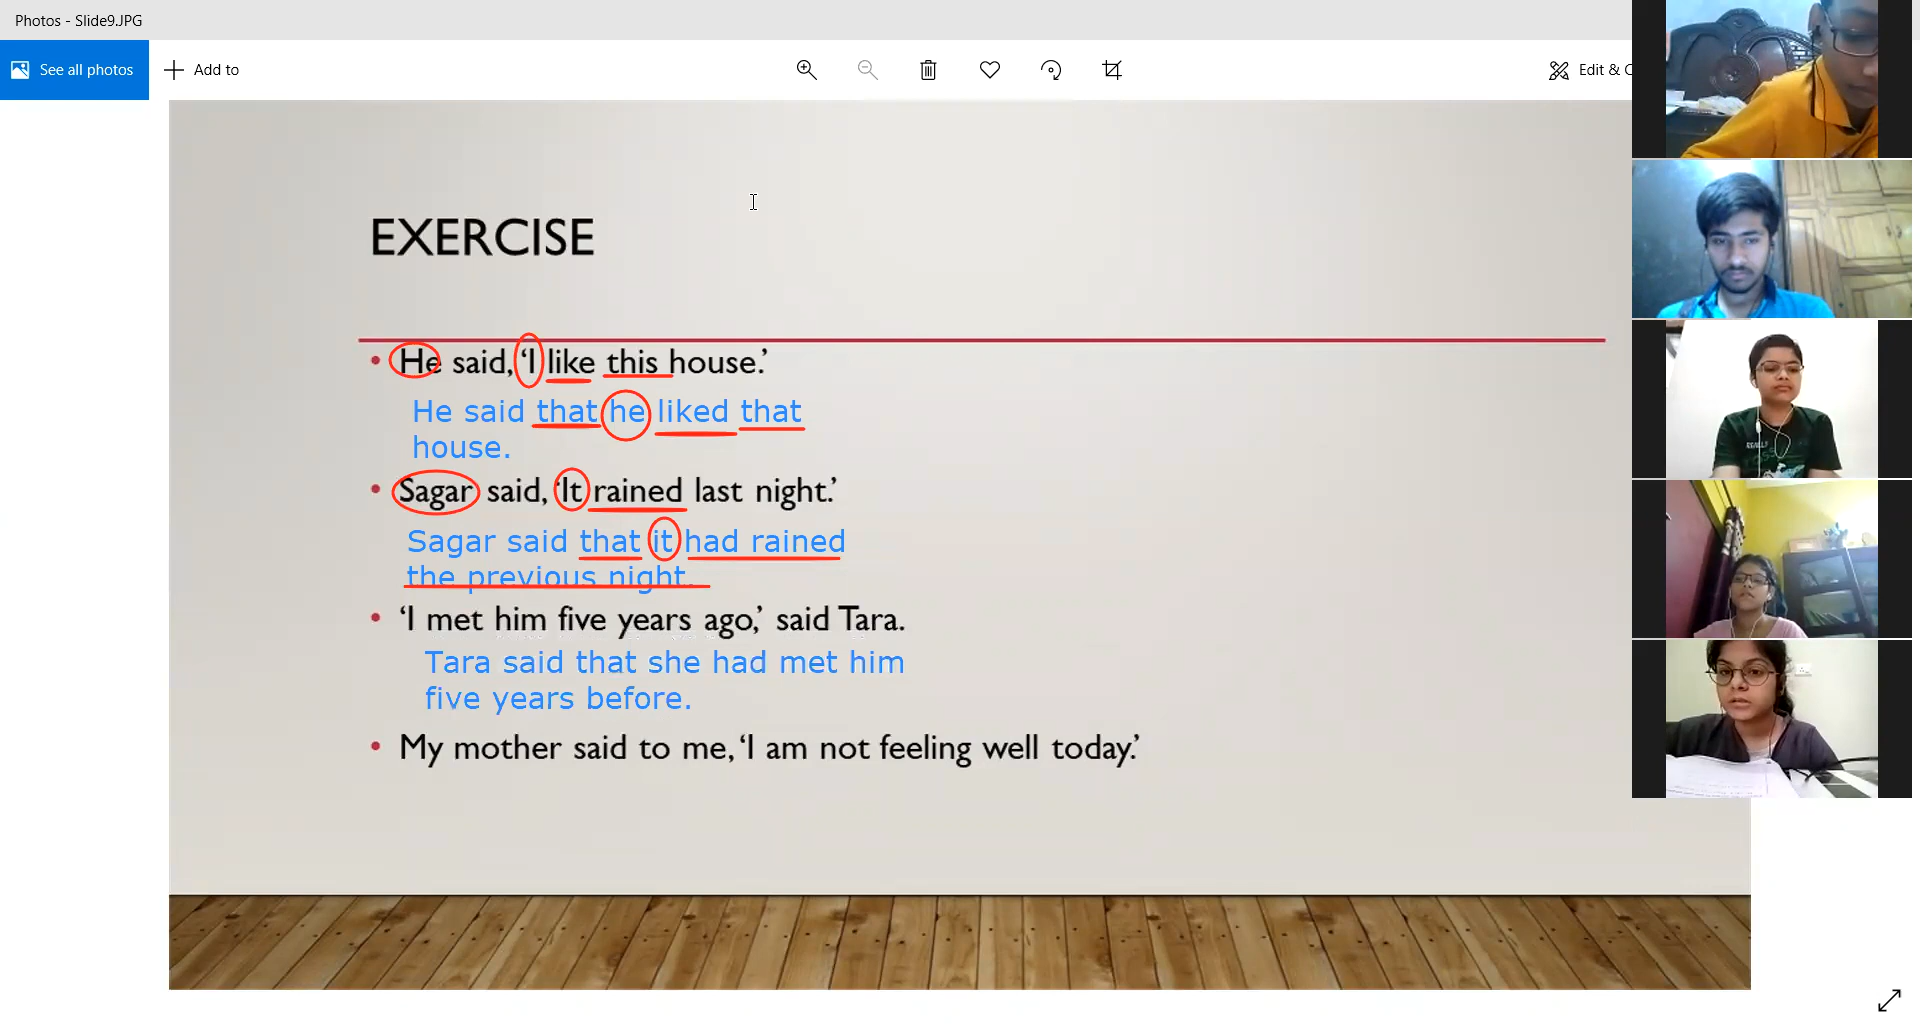 Photos - Slide9.JPG
See all photos
Add to
Edit & C
EXERCISE
• He said, ‘I like this house.’
He said that he liked that
house.
• Sagar said, ‘It rained last night.’
Sagar said that it had rained
the previous night.
• ‘I met him five years ago,’ said Tara.
Tara said that she had met him
five years before.
• My mother said to me, ‘I am not feeling well today.’